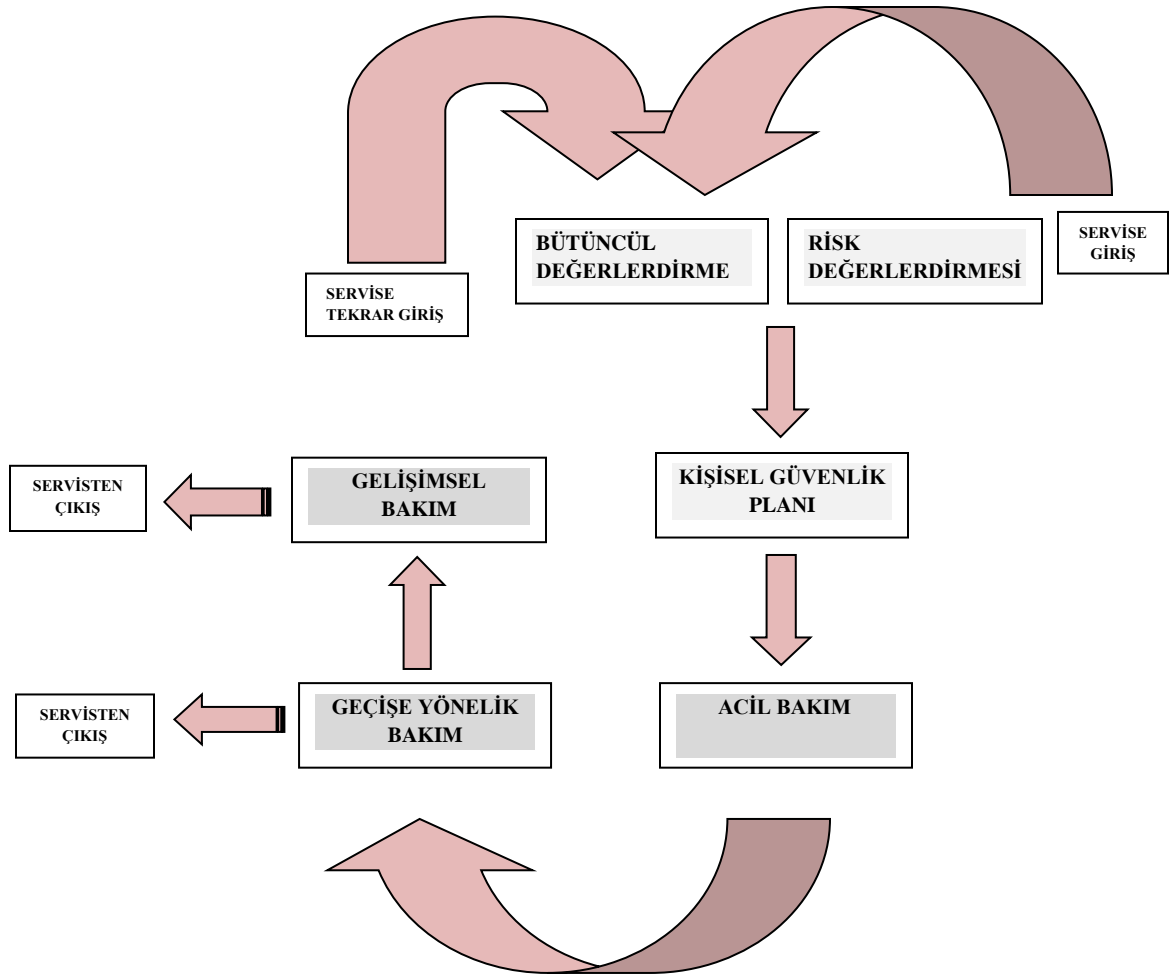 BÜTÜNCÜL
DEĞERLERDİRME
RİSK
DEĞERLERDİRMESİ
SERVİSE
GİRİŞ
SERVİSE
TEKRAR GİRİŞ
SERVİSTEN
ÇIKIŞ
GELİŞİMSEL
BAKIM
KİŞİSEL GÜVENLİK
PLANI
SERVİSTEN
ÇIKIŞ
GEÇİŞE YÖNELİK
BAKIM
ACİL BAKIM